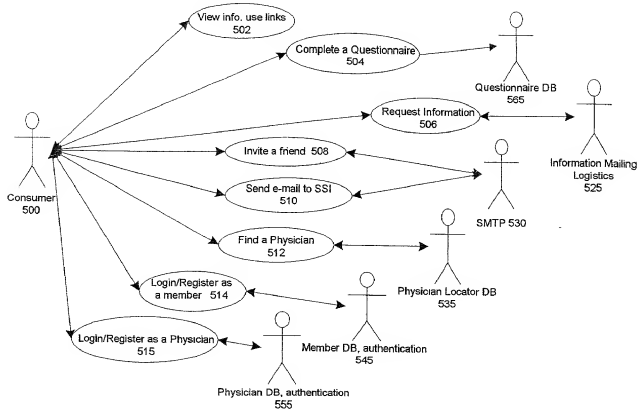 View info. use links
502
Complete a Questionnaire
504
Questionnaire DB
565
Request Information
506
Information Mailing
Logistics
525
Consumer
500
Invite a friend 508
Send e-mail to SSI
510
SMTP 530
Find a Physician
512
Physician Locator DB
535
Login/Register as
a member 514
Member DB, authentication
545
Login/Register as a Physician
515
Physician DB, authentication
555